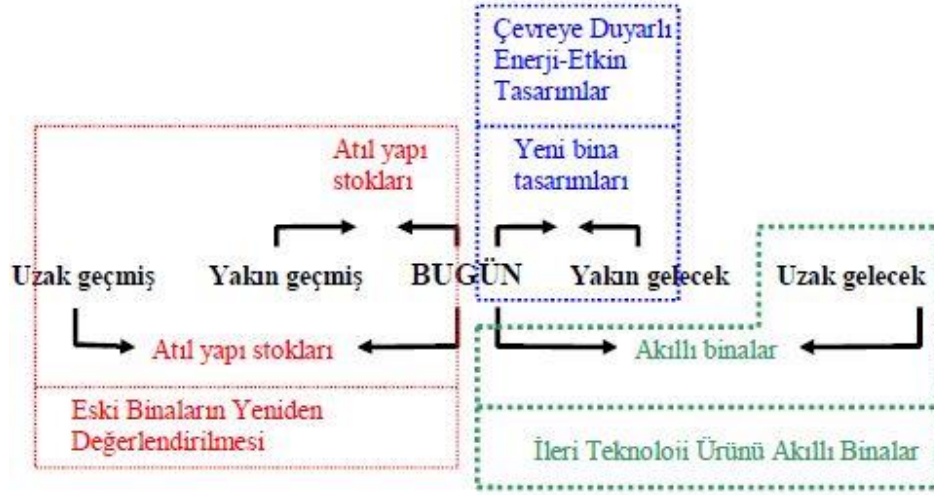 Çevreye Duyarlı
Enerji-Etkin
Tasarımlar
Atıl yapı
stokları
Yeni bina
tasarımları
Uzak geçmiş Yakın geçmiş BUGÜN Yakın gelecek Uzak gelecek
Atıl yapı stokları
Akıllı binalar
Eski Binaların Yeniden
Değerlendirilmesi
İleri Teknoloji Ürünü Akıllı Binalar